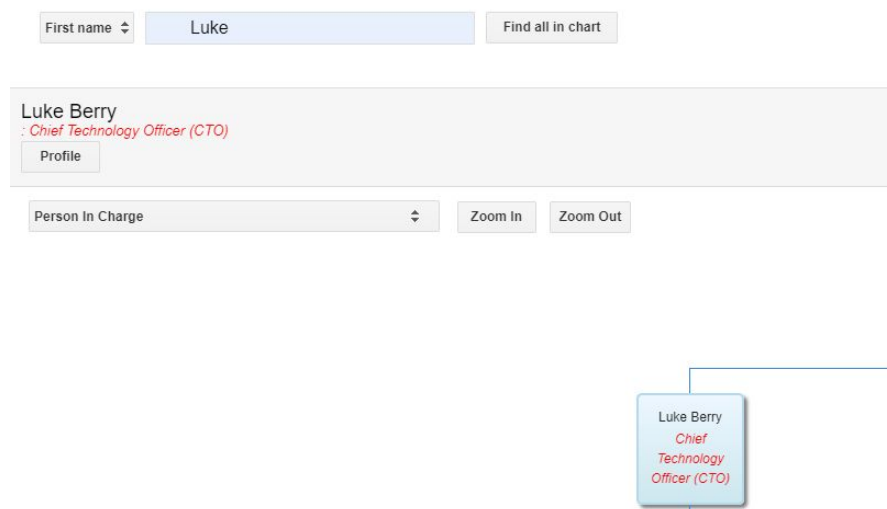 First name Luke Find all in chart
Luke Berry
: Chief Technology Officer (CTO)
Profile
Person In Charge Zoom In Zoom Out
Luke Berry
Chief
Technology
Officer (CTO)